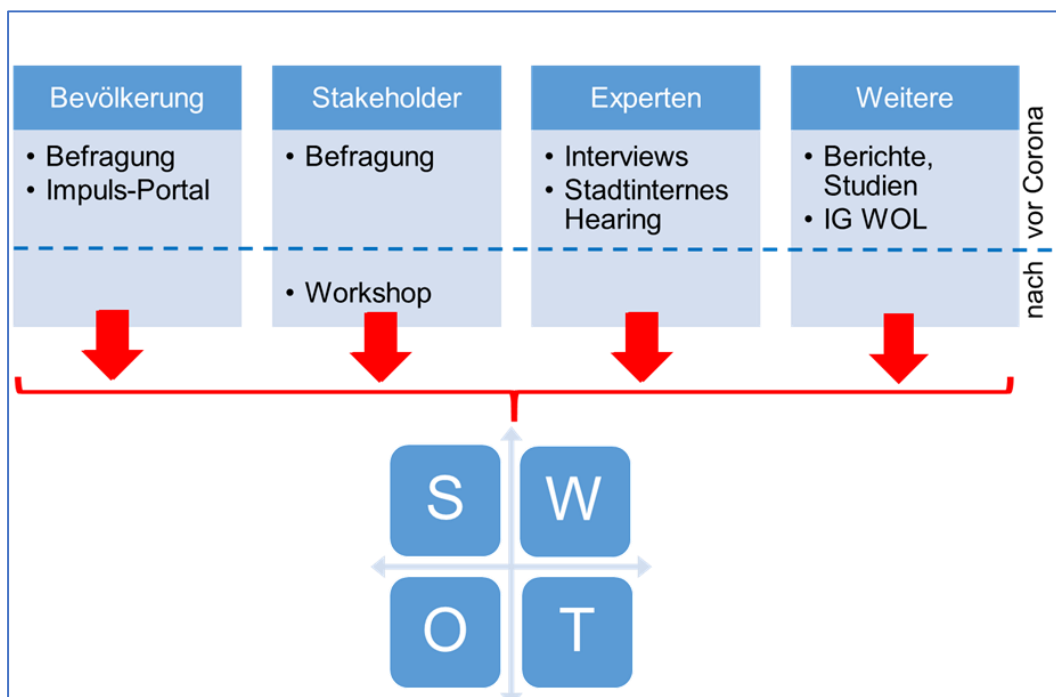 Bevölkerung
• Befragung
• Impuls-Portal
Stakeholder
• Befragung
• Workshop
Experten
• Interviews
• Stadtinternes
Hearing
Weitere
• Berichte,
Studien
• IG WOL
vor Corona
nach
S
W
O
T